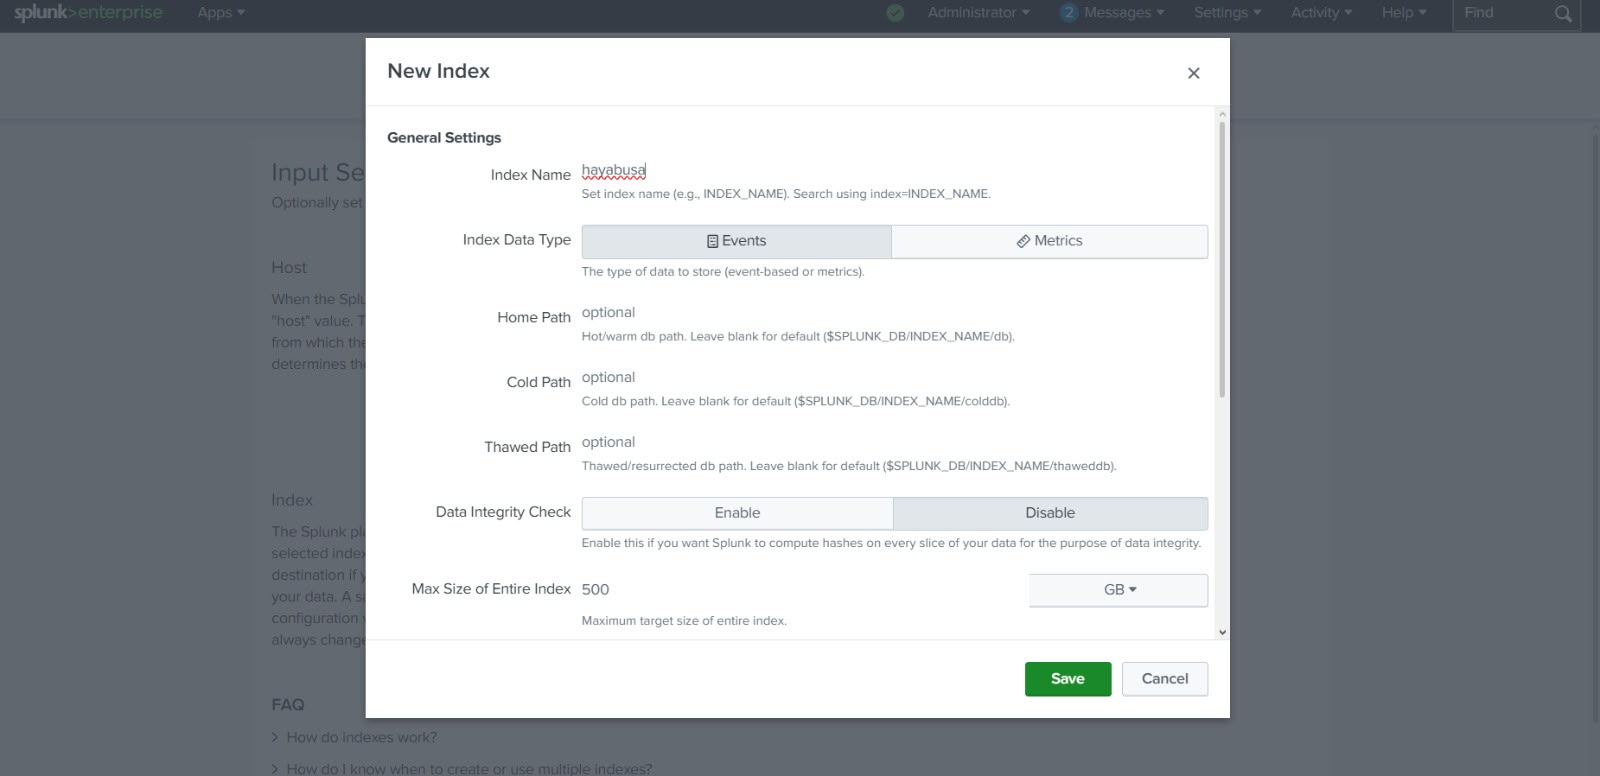 splunk>enterprise Apps Administrator 2 Messages Settings Activity Help Find
New Index
General Settings
Index Name hayabusa
Set index name (e.g., INDEX_NAME). Search using index=INDEX_NAME.
Index Data Type Events Metrics
The type of data to store (event-based or metrics).
Home Path optional
Hot/warm db path. Leave blank for default ($SPLUNK_DB/INDEX_NAME/db).
Cold Path optional
Cold db path. Leave blank for default ($SPLUNK_DB/INDEX_NAME/colddb).
Thawed Path optional
Thawed/resurrected db path. Leave blank for default ($SPLUNK_DB/INDEX_NAME/thaweddb).
Data Integrity Check Enable Disable
Enable this if you want Splunk to compute hashes on every slice of your data for the purpose of data integrity.
Max Size of Entire Index 500 GB
Maximum target size of entire index.
Save Cancel
Input Se
Optionally set
Host
When the Splu
"host" value. T
from which the
determines the
Index
The Splunk pla
selected index
destination if y
your data. A sa
configuration
always change
FAQ
How do indexes work?
How do I know when to create or use multiple indexes?